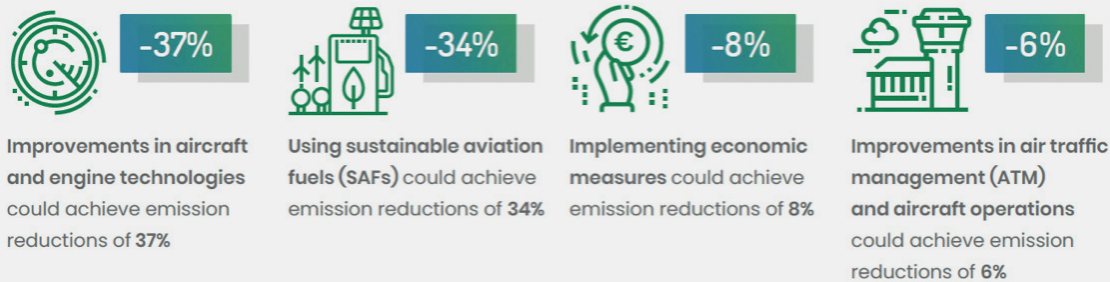 -37%
Improvements in aircraft
and engine technologies
could achieve emission
reductions of 37%
-34%
Using sustainable aviation
fuels (SAFs) could achieve
emission reductions of 34%
€
-8%
Implementing economic
measures could achieve
emission reductions of 8%
-6%
Improvements in air traffic
management (ATM)
and aircraft operations
could achieve emission
reductions of 6%